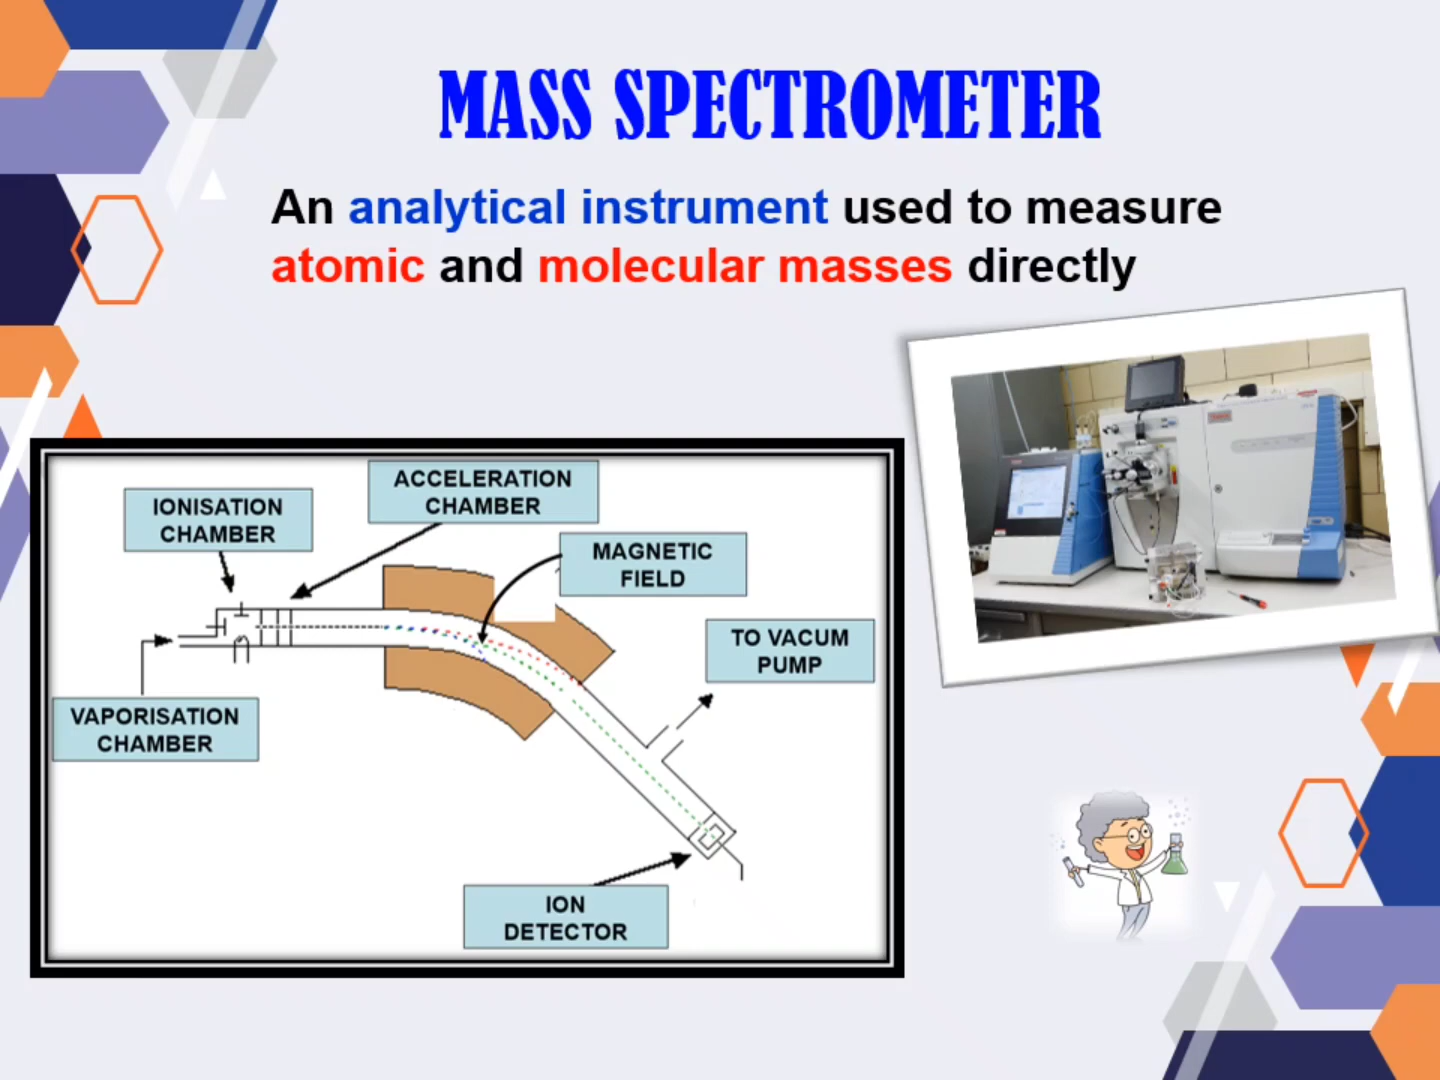 MASS SPECTROMETER
An analytical instrument used to measure
atomic and molecular masses directly
IONISATION
CHAMBER
ACCELERATION
CHAMBER
MAGNETIC
FIELD
TO VACUM
PUMP
VAPORISATION
CHAMBER
ION
DETECTOR